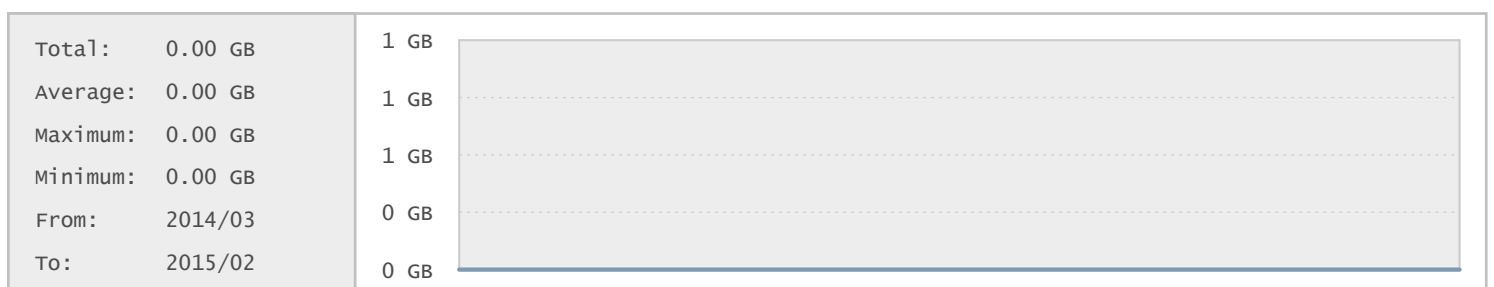 Total: 0.00 GB
Average: 0.00 GB
Maximum: 0.00 GB
Minimum: 0.00 GB
From: 2014/03
To: 2015/02
1 GB
1 GB
1 GB
0 GB
0 GB